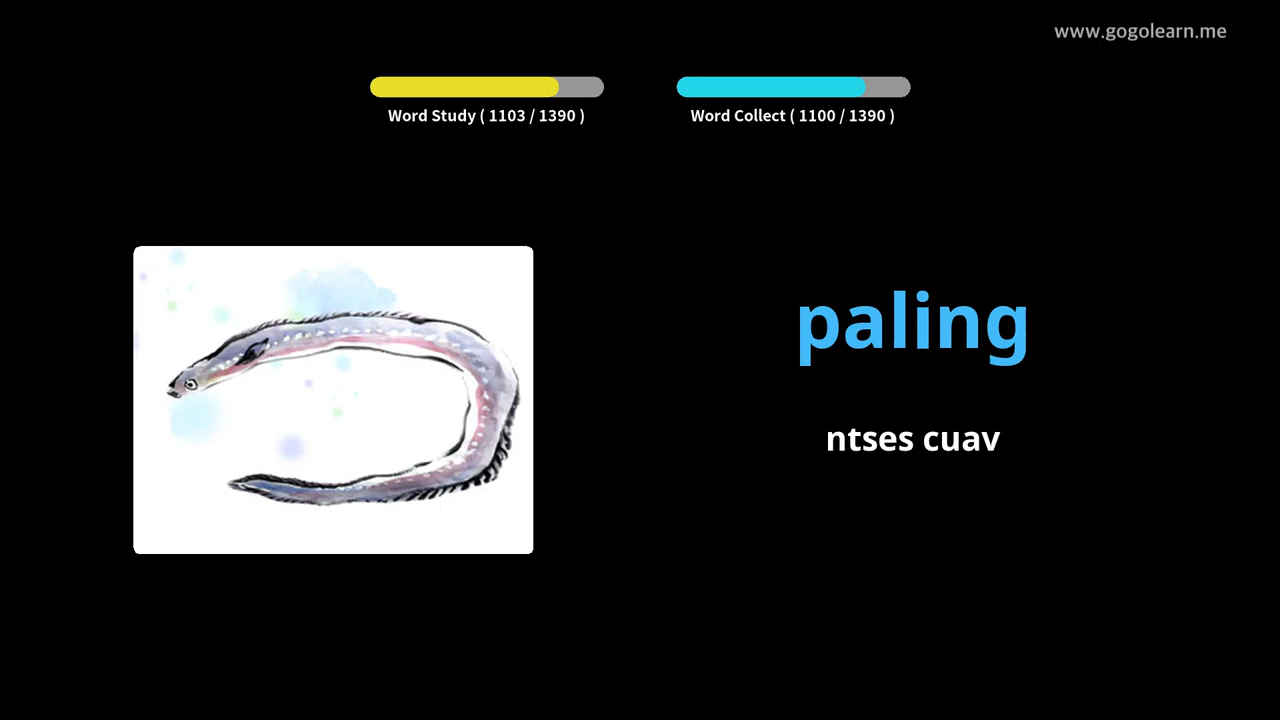 www.gogolearn.me
Word Study ( 1103 / 1390 )
Word Collect ( 1100 / 1390 )
paling
ntses cuav